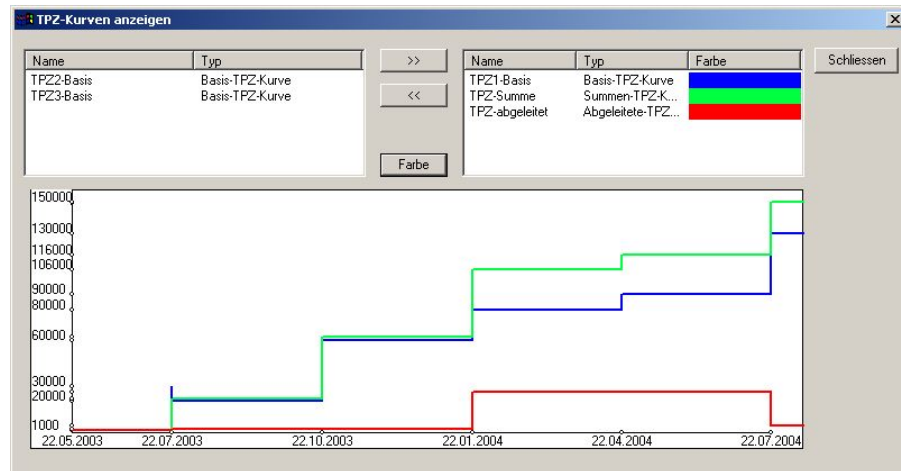 TPZ-Kurven anzeigen
Name Typ >> Name Typ Farbe Schliessen
TPZ2-Basis Basis-TPZ-Kurve TPZ1-Basis Basis-TPZ-Kurve
TPZ3-Basis Basis-TPZ-Kurve << TPZ-Summe Summen-TPZ-K...
TPZ-abgeleitet Abgeleitete-TPZ...
Farbe
150000
130000
116000
106000
90000
80000
60000
30000
20000
1000
22.05.2003 22.07.2003 22.10.2003 22.01.2004 22.04.2004 22.07.2004